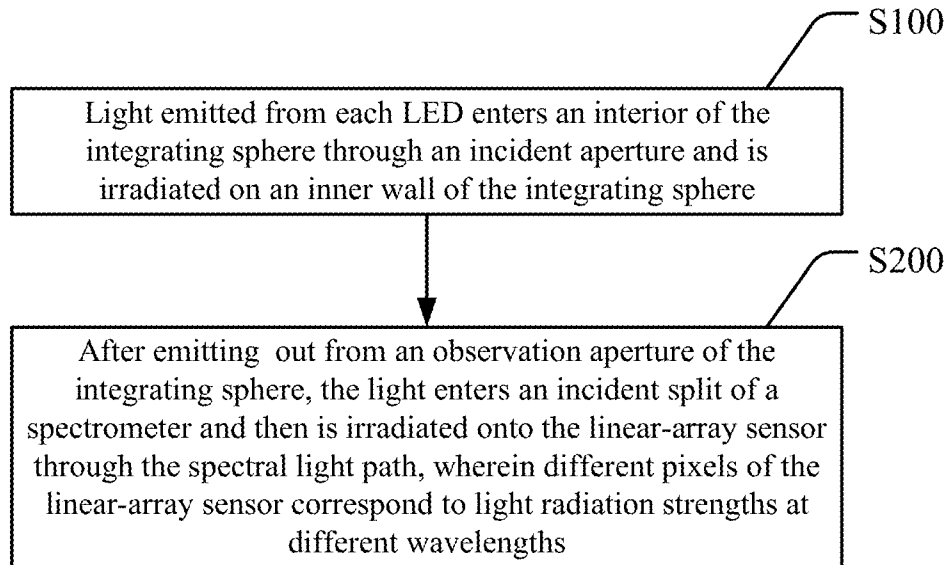 S100
Light emitted from each LED enters an interior of the
integrating sphere through an incident aperture and is
irradiated on an inner wall of the integrating sphere
S200
After emitting out from an observation aperture of the
integrating sphere, the light enters an incident split of a
spectrometer and then is irradiated onto the linear-array sensor
through the spectral light path, wherein different pixels of the
linear-array sensor correspond to light radiation strengths at
different wavelengths